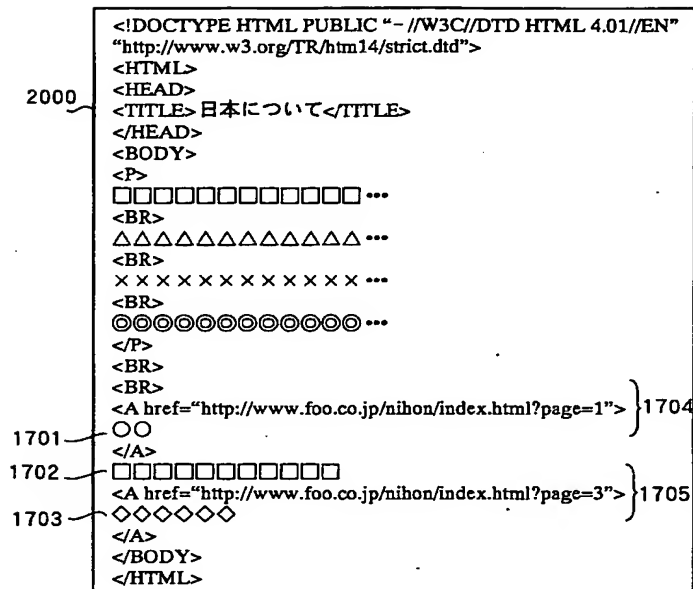 <!DOCTYPE HTML PUBLIC “-//W3C//DTD HTML 4.01//EN”
“http://www.w3.org/TR/htm14/strict.dtd”>
<HTML>
<HEAD>
2000
<TITLE>日本について</TITLE>
</HEAD>
<BODY>
<P>
□□□□□□□□□□□□ •••
<BR>
△△△△△△△△△△△△ •••
<BR>
×××××××××××× •••
<BR>
◎◎◎◎◎◎◎◎◎◎◎◎ •••
</P>
<BR>
<BR>
<A href=“http://www.foo.co.jp/nihon/index.html?page=1”> 1704
1701 ○○
</A>
1702 □□□□□□□□□□□
<A href=“http://www.foo.co.jp/nihon/index.html?page=3”> 1705
1703 ◇◇◇◇◇◇
</A>
</BODY>
</HTML>